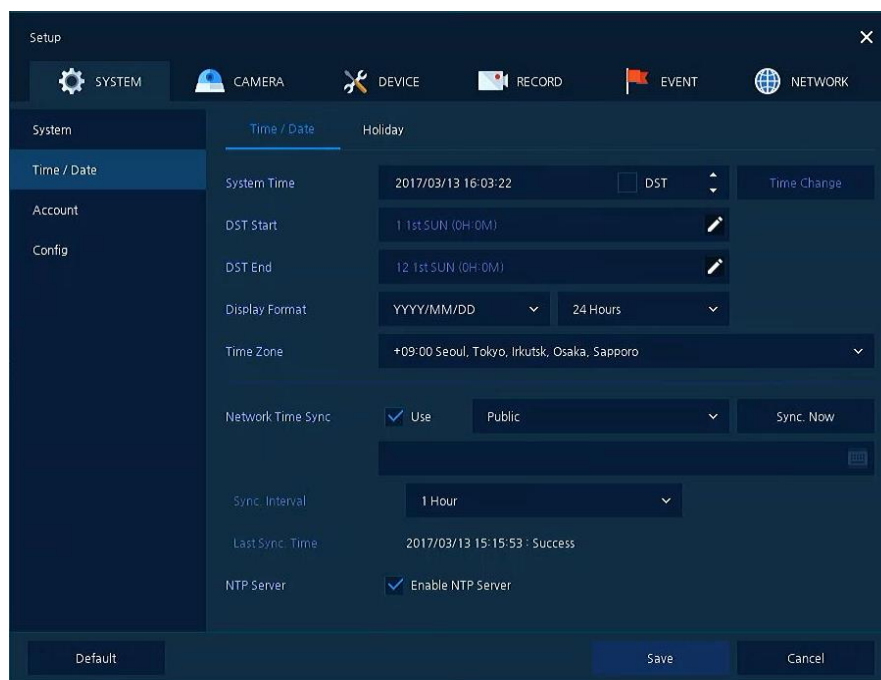 Setup
SYSTEM CAMERA DEVICE RECORD EVENT NETWORK
System
Time / Date
Account
Config
Time / Date Holiday
System Time 2017/03/13 16:03:22 DST Time Change
DST Start 1 1st SUN (0H:0M)
DST End 12 1st SUN (0H:0M)
Display Format YYYY/MM/DD 24 Hours
Time Zone +09:00 Seoul, Tokyo, Irkutsk, Osaka, Sapporo
Network Time Sync Use Public Sync. Now
Sync. Interval 1 Hour
Last Sync. Time 2017/03/13 15:15:53 : Success
NTP Server Enable NTP Server
Default Save Cancel